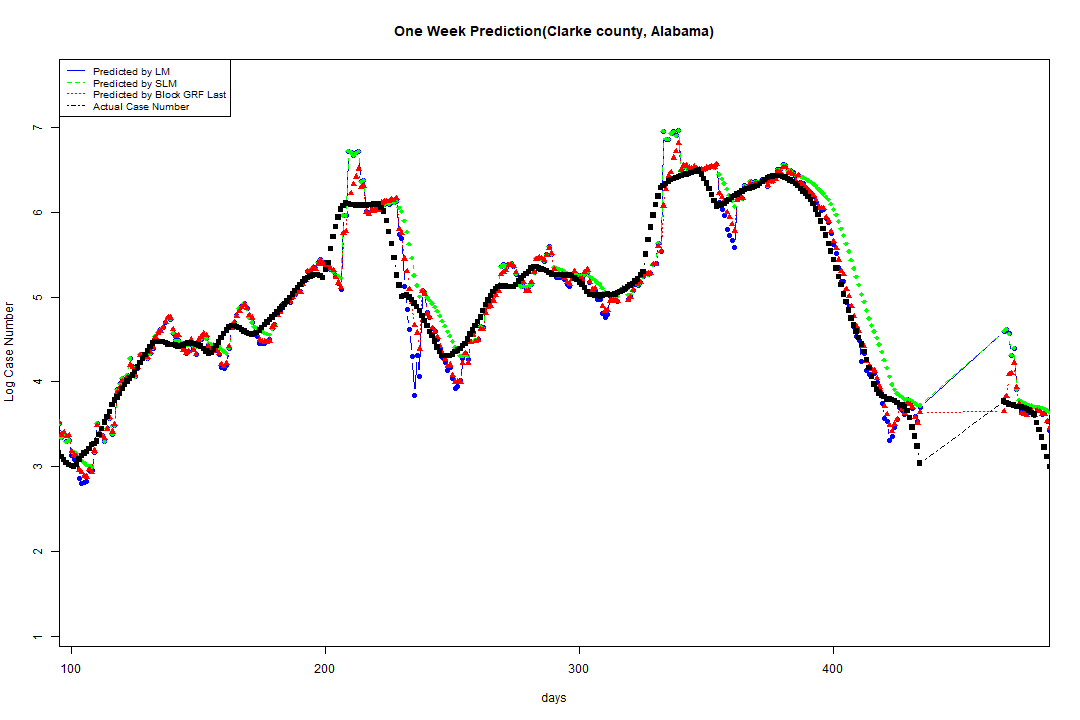 One Week Prediction(Clarke county, Alabama)
Predicted by LM
Predicted by SLM
Predicted by Block GRF Last
Actual Case Number
7
6
5
4
3
2
1
Log Case Number
100 200 300 400
days